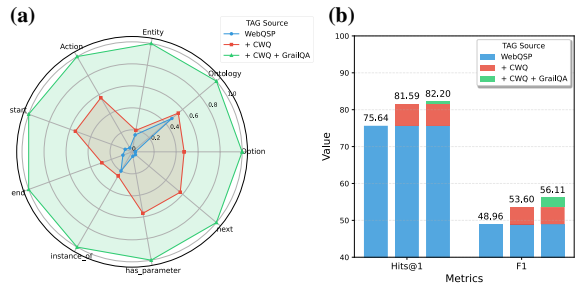 (a)
Entity
Action
Ontology
start
Option
end
next
instance_of
has_parameter
0
0.2
0.4
0.6
0.8
1.0
TAG Source
WebQSP
+ CWQ
+ CWQ + GrailQA
(b)
100
90
80
70
60
50
40
Value
75.64
81.59
82.20
48,96
53,60
56,11
Hits@1
F1
Metrics
TAG Source
WebQSP
+ CWQ
+ CWQ + GrailQA